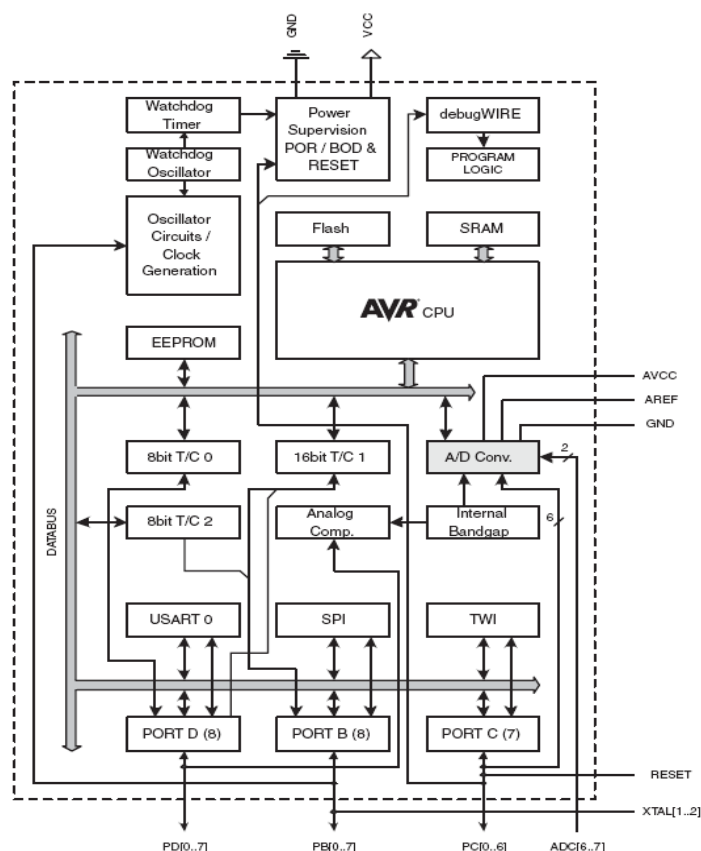 GND
VCC
Watchdog
Timer
Power
Supervision
POR / BOD &
RESET
debugWIRE
Watchdog
Oscillator
PROGRAM
LOGIC
Oscillator
Circuits /
Clock
Generation
Flash
SRAM
AVR® CPU
EEPROM
AVCC
AREF
GND
8bit T/C 0
16bit T/C 1
A/D Conv.
2
DATABUS
8bit T/C 2
Analog
Comp.
Internal
Bandgap
6
USART 0
SPI
TWI
PORT D (8)
PORT B (8)
PORT C (7)
RESET
XTAL[1..2]
PD[0..7]
PB[0..7]
PC[0..6]
ADC[6..7]